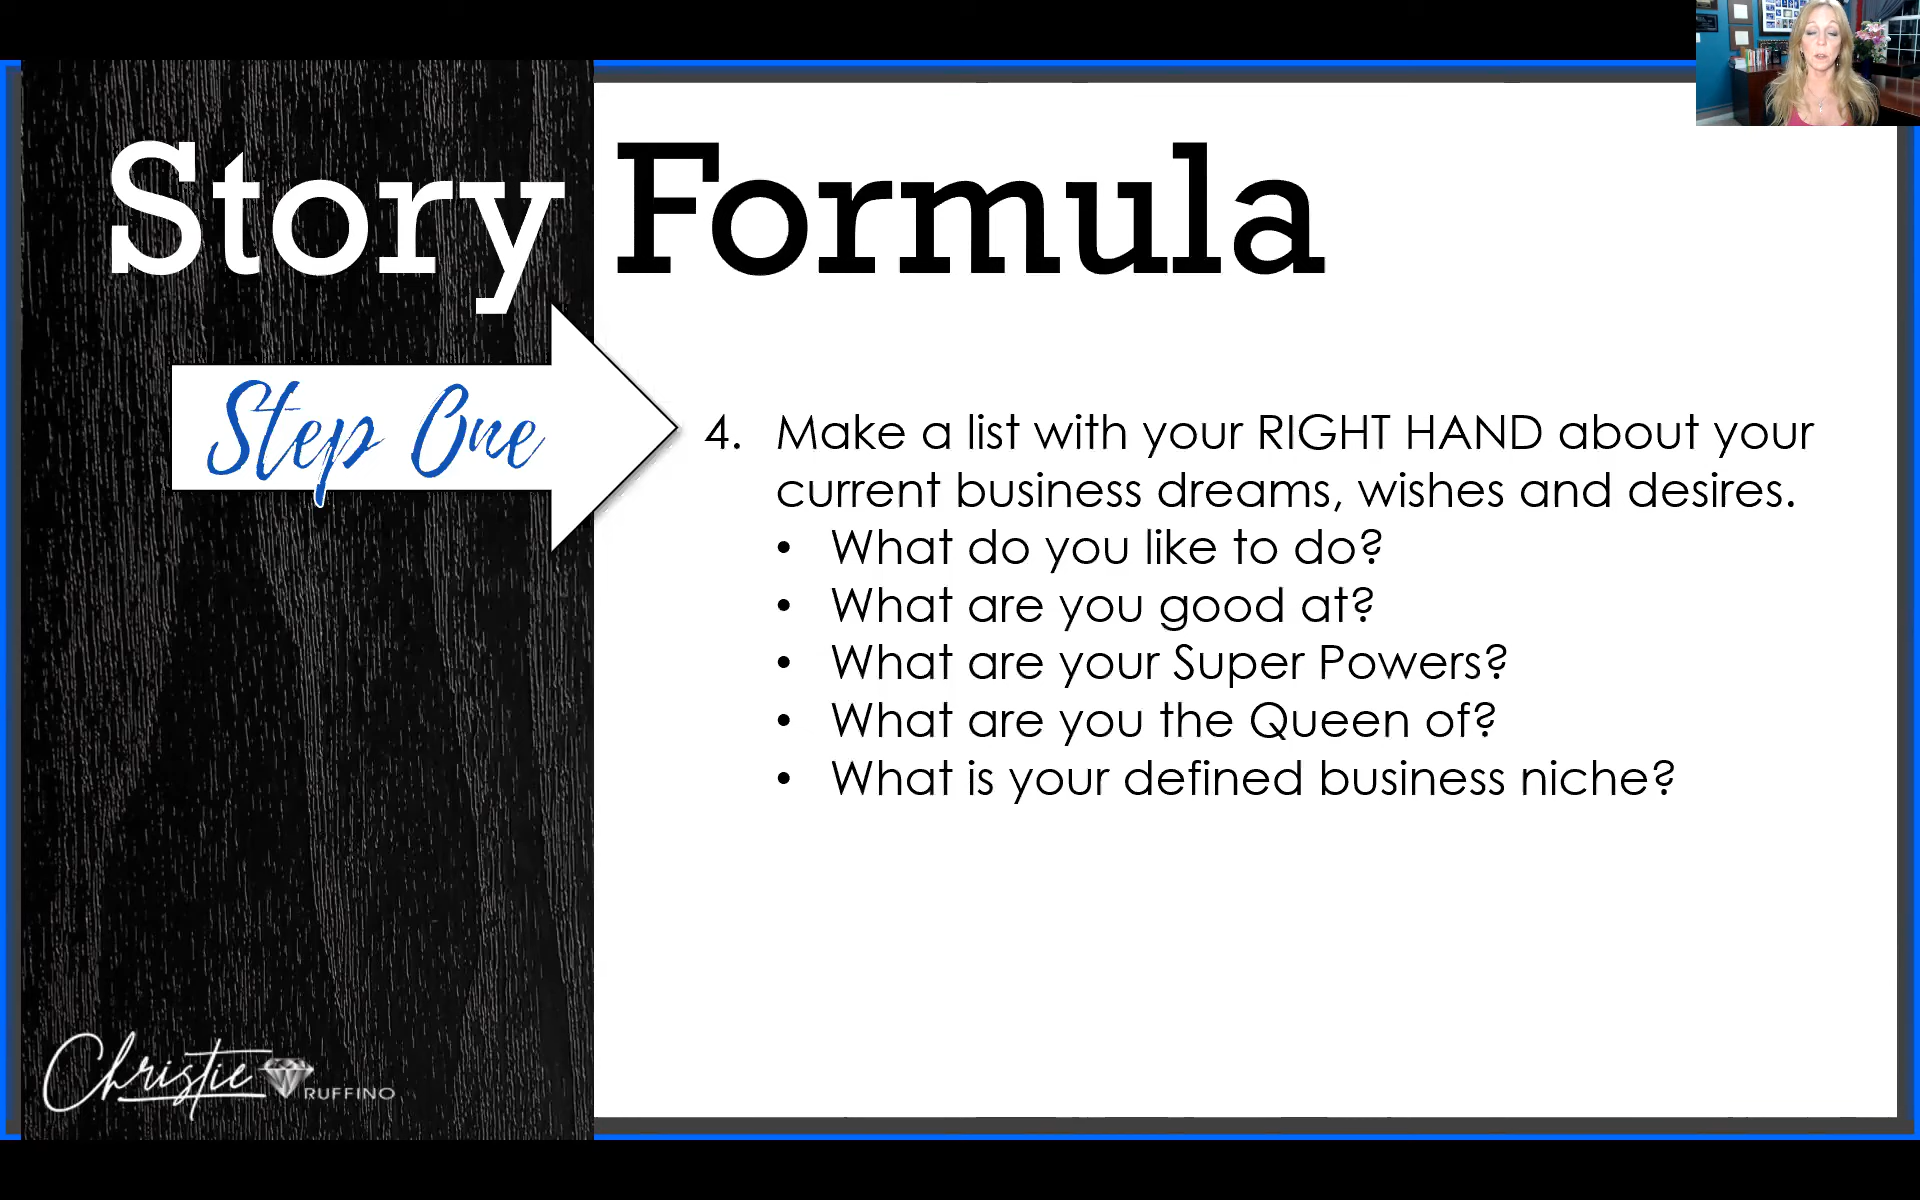 Story Formula
Step One
4. Make a list with your RIGHT HAND about your
current business dreams, wishes and desires.
• What do you like to do?
• What are you good at?
• What are your Super Powers?
• What are you the Queen of?
• What is your defined business niche?
Christie RUFFINO